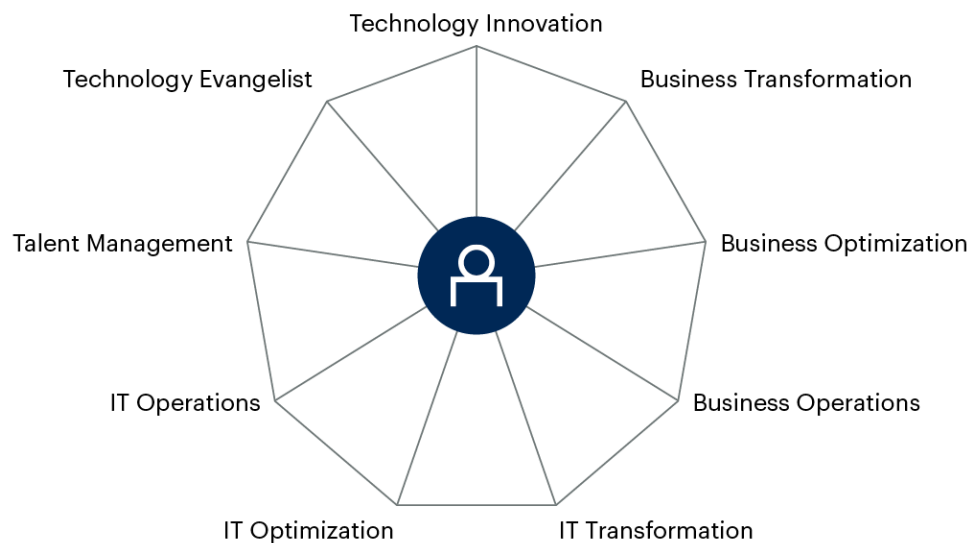 Technology Innovation
Technology Evangelist
Business Transformation
Talent Management
Business Optimization
IT Operations
Business Operations
IT Optimization
IT Transformation